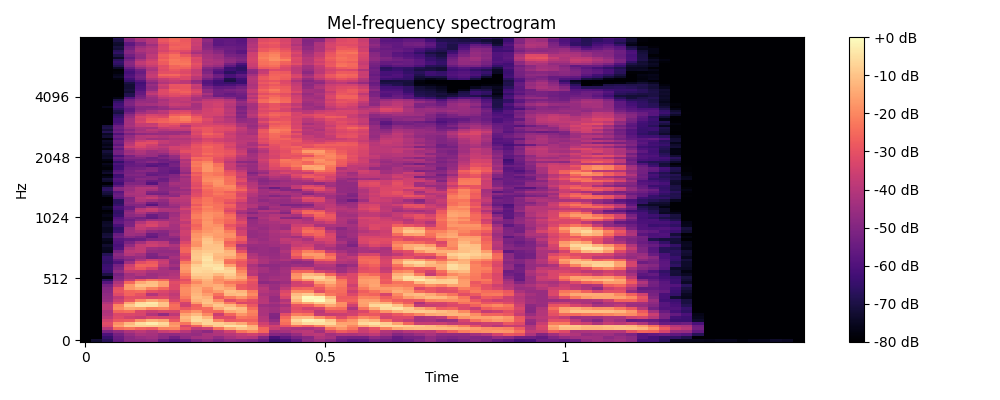 Mel-frequency spectrogram
+0 dB
4096
-10 dB
-20 dB
2048
-30 dB
Hz
-40 dB
1024
-50 dB
512
-60 dB
-70 dB
0
-80 dB
0
0.5
1
Time